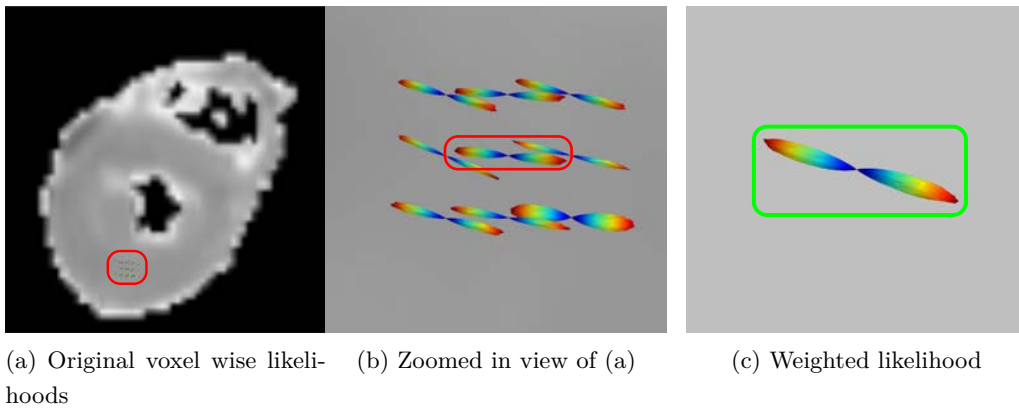 (a) Original voxel wise likeli-
hoods
(b) Zoomed in view of (a)
(c) Weighted likelihood